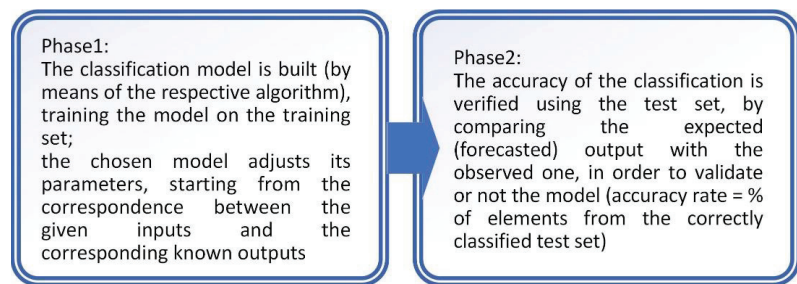 Phase1:
The classification model is built (by
means of the respective algorithm),
training the model on the training
set;
the chosen model adjusts its
parameters, starting from the
correspondence between the
given inputs and the
corresponding known outputs
Phase2:
The accuracy of the classification is
verified using the test set, by
comparing the expected
(forecasted) output with the
observed one, in order to validate
or not the model (accuracy rate = %
of elements from the correctly
classified test set)